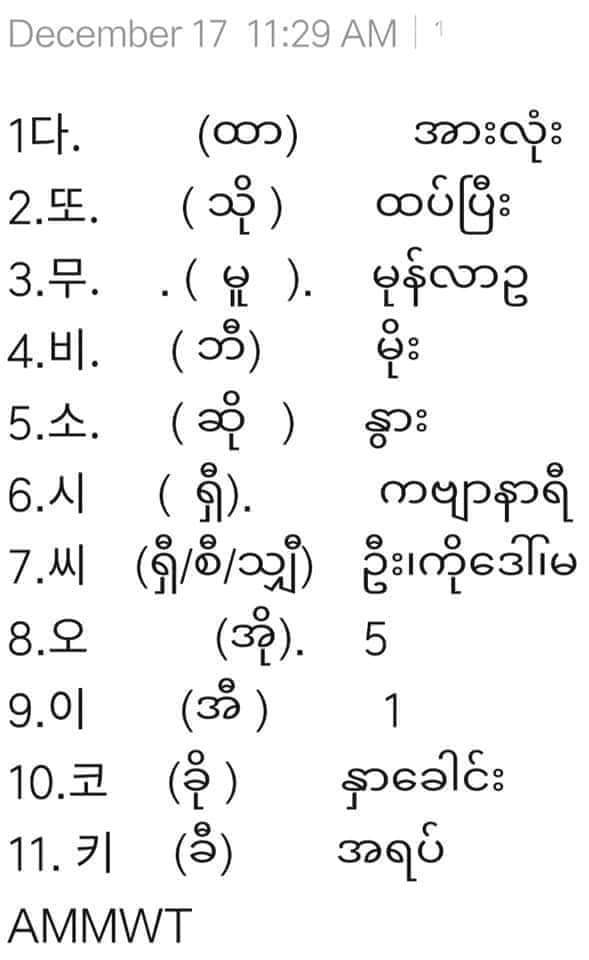 December 17 11:29 AM | 1
1다. (ထာ) အားလုံး
2.또. ( သို ) ထပ်ပြီး
3.무. .( မူ ). မုန်လာဥ
4.비. ( ဘီ) မိုး
5.소. ( ဆို ) နွား
6.시 ( ရှီ). ကဗျာနာရီ
7.씨 (ရှီ/စီ/သျှီ) ဦး၊ကိုဒေါ်၊မ
8.오 (အို). 5
9.이 (အီ ) 1
10.코 (ခို ) နှာခေါင်း
11. 키 (ခီ) အရပ်
AMMWT